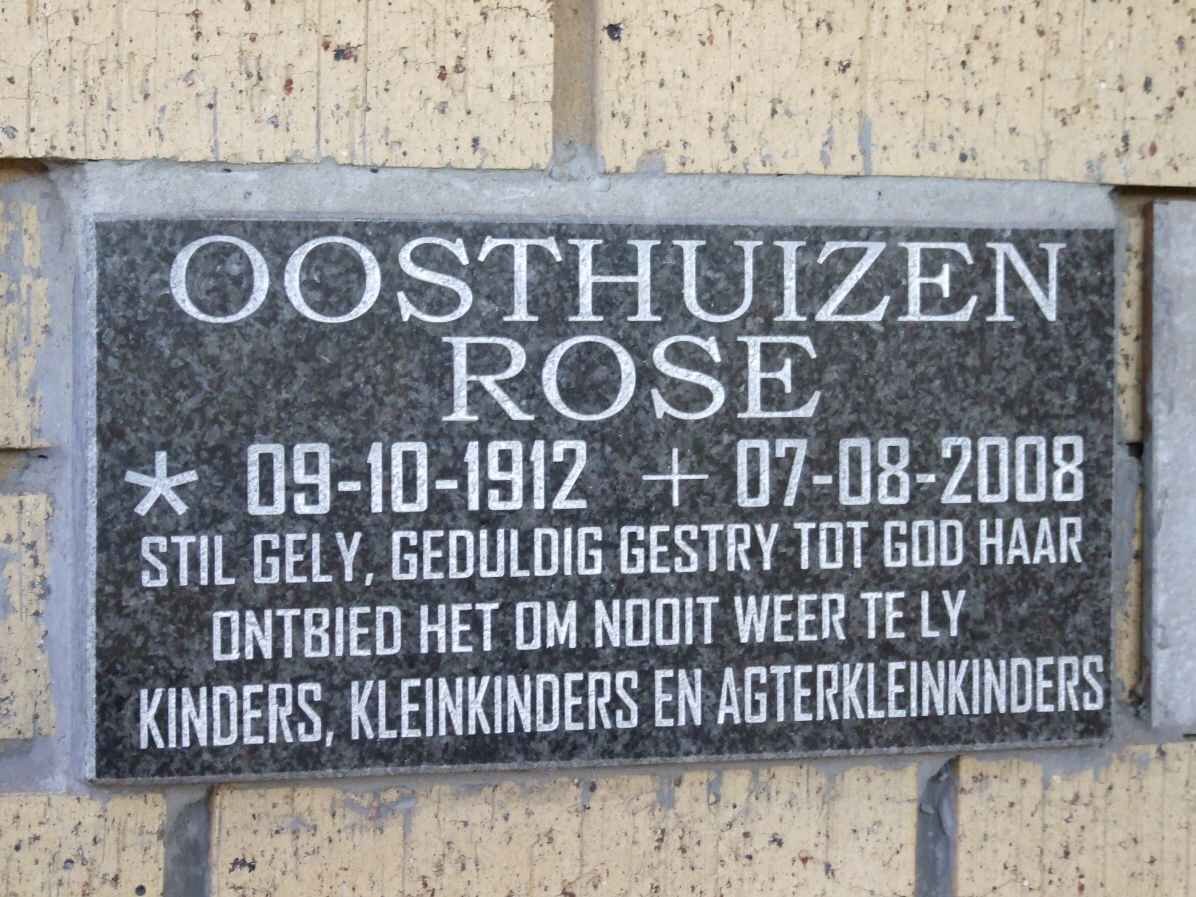 OOSTHUIZEN
ROSE
* 09-10-1912 + 07-08-2008
STIL GELY, GEDULDIG GESTRY TOT GOD HAAR
ONTBIED HET OM NOOIT WEER TE LY
KINDERS, KLEINKINDERS EN AGTERKLEINKINDERS